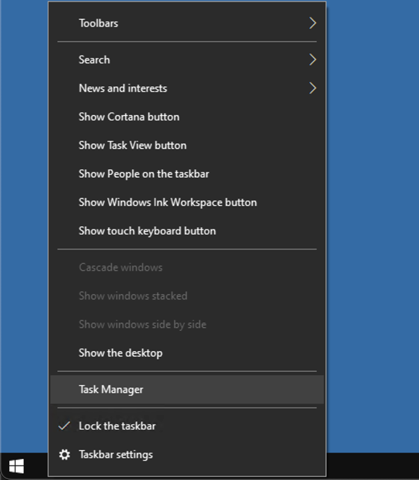 Toolbars
Search
News and interests
Show Cortana button
Show Task View button
Show People on the taskbar
Show Windows Ink Workspace button
Show touch keyboard button
Cascade windows
Show windows stacked
Show windows side by side
Show the desktop
Task Manager
Lock the taskbar
Taskbar settings